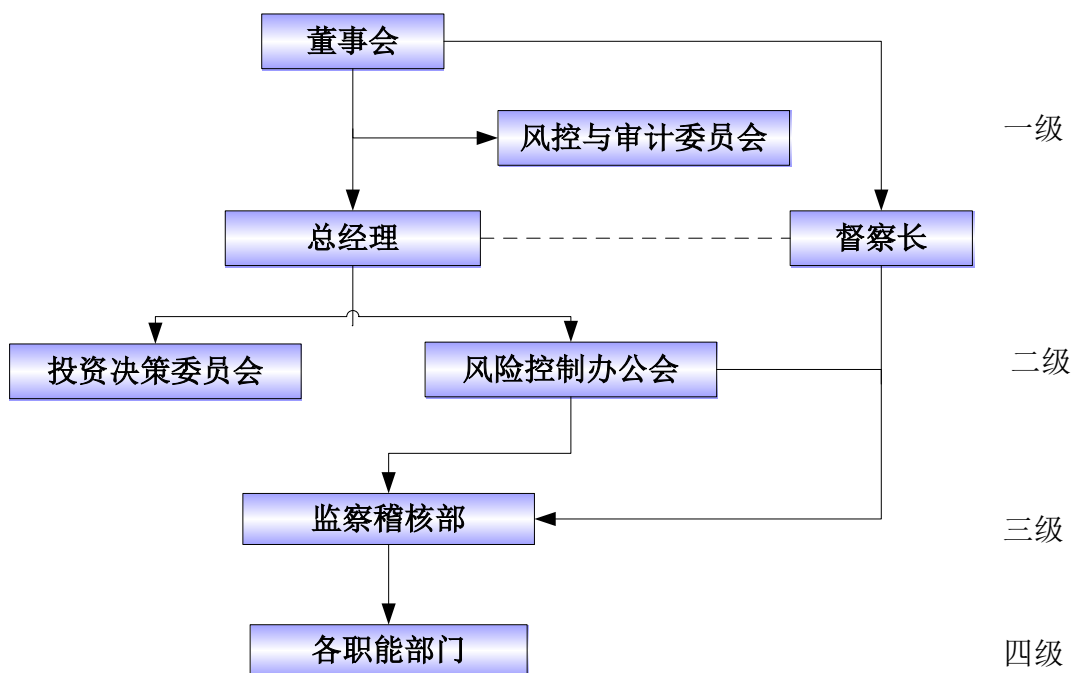 董事会
风控与审计委员会
一级
总经理
督察长
投资决策委员会
风险控制办公会
二级
监察稽核部
三级
各职能部门
四级